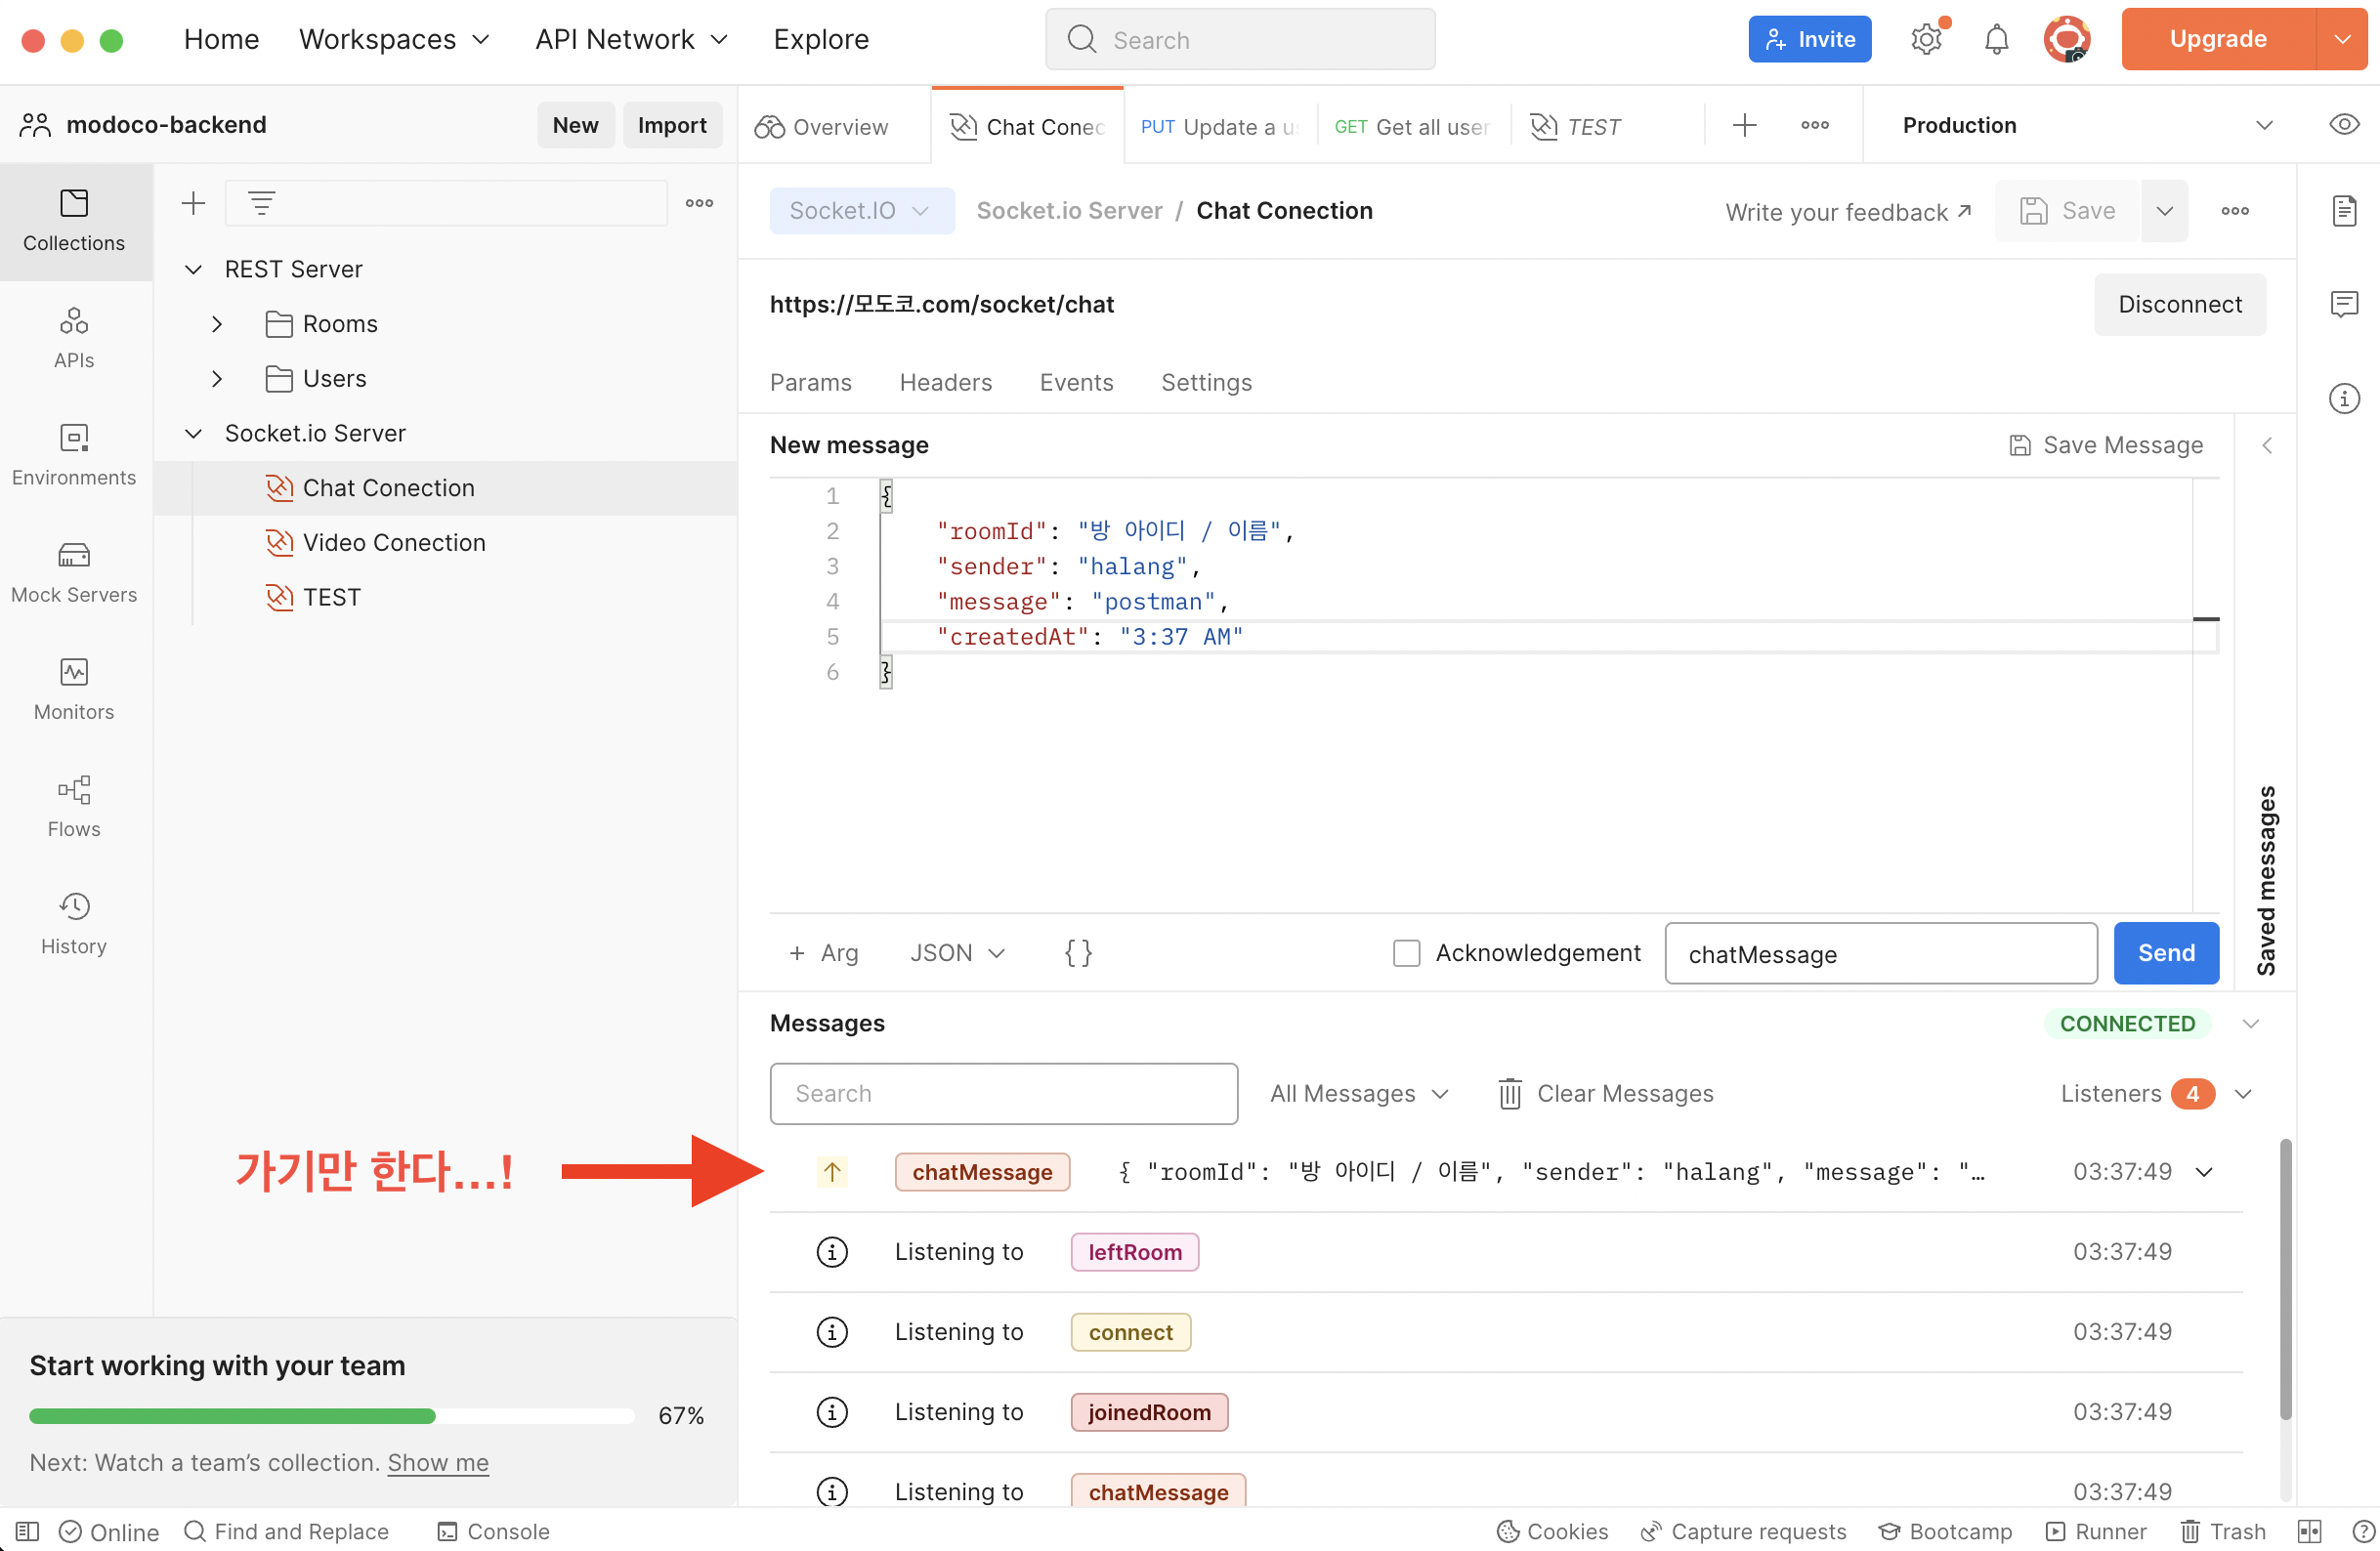 Home Workspaces API Network Explore Search Invite Upgrade
modoco-backend New Import
Overview Chat Conec PUT Update a us GET Get all user TEST Production
Collections
APIs
Environments
Mock Servers
Monitors
Flows
History
REST Server
Rooms
Users
Socket.io Server
Chat Conection
Video Conection
TEST
Socket.IO Socket.io Server / Chat Conection Write your feedback Save
https://모도코.com/socket/chat Disconnect
Params Headers Events Settings
New message Save Message
1 {
2 "roomId": "방 아이디 / 이름",
3 "sender": "halang",
4 "message": "postman",
5 "createdAt": "3:37 AM"
6 }
Saved messages
+ Arg JSON {} Acknowledgement chatMessage Send
Messages CONNECTED
Search All Messages Clear Messages Listeners 4
가기만 한다...!
chatMessage { "roomId": "방 아이디 / 이름", "sender": "halang", "message": "… 03:37:49
Listening to leftRoom 03:37:49
Listening to connect 03:37:49
Listening to joinedRoom 03:37:49
Listening to chatMessage 03:37:49
Start working with your team
67%
Next: Watch a team's collection. Show me
Online Find and Replace Console Cookies Capture requests Bootcamp Runner Trash